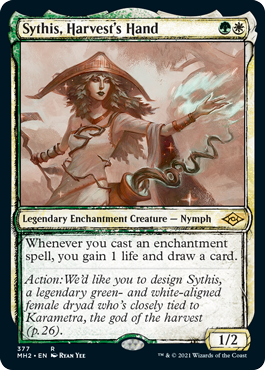 Sythis, Harvest's Hand
Legendary Enchantment Creature — Nymph
Whenever you cast an enchantment
spell, you gain 1 life and draw a card.
Action:We'd like you to design Sythis,
a legendary green- and white-aligned
female dryad who's closely tied to
Karametra, the god of the harvest
(p.26).
1/2
377 R
MH2 • EN Ryan Yee
™ & © 2021 Wizards of the Coast